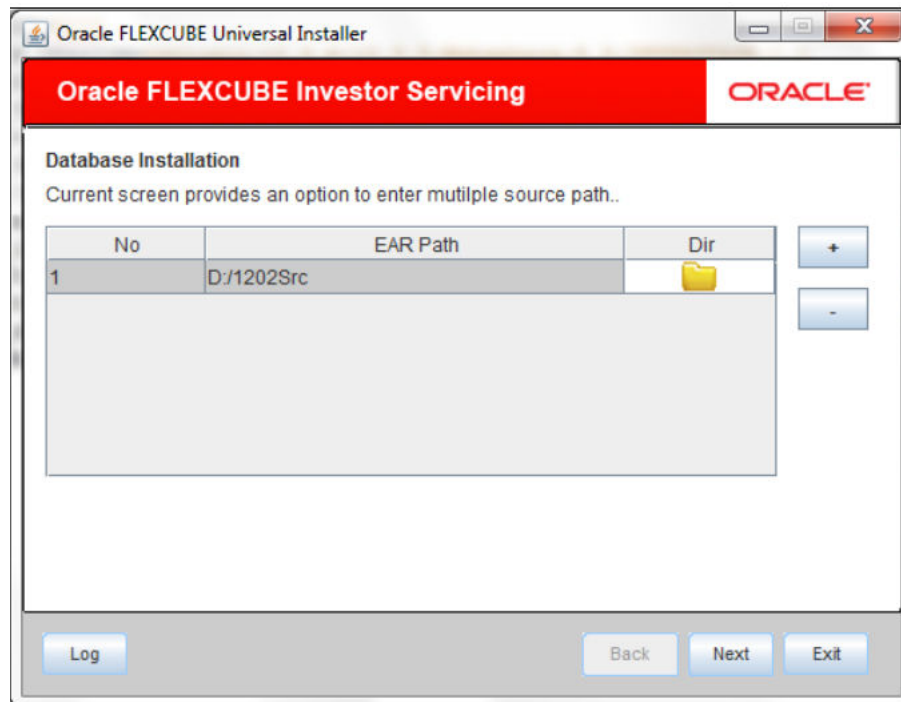 Oracle FLEXCUBE Universal Installer
Oracle FLEXCUBE Investor Servicing
ORACLE
Database Installation
Current screen provides an option to enter mutilple source path..
No EAR Path Dir
1 D:/1202Src
+
-
Log Back Next Exit